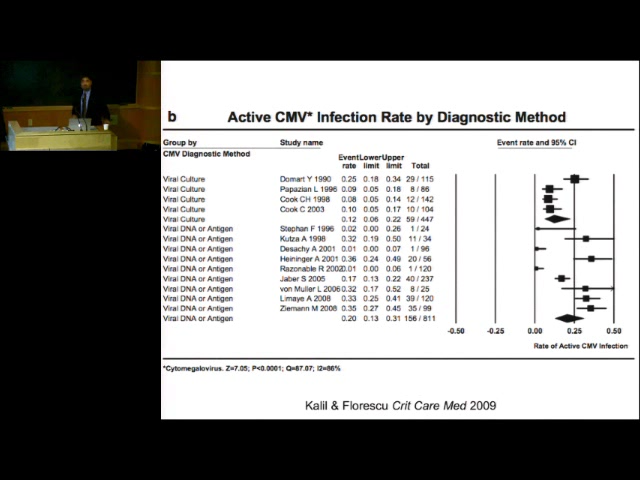 b Active CMV* Infection Rate by Diagnostic Method
Group by Study name Event rate and 95% CI
CMV Diagnostic Method
Event Lower Upper
rate limit limit Total
Viral Culture Domart Y 1990 0.25 0.18 0.34 29 / 115
Viral Culture Papazian L 1996 0.09 0.05 0.18 8 / 86
Viral Culture Cook CH 1998 0.08 0.05 0.14 12 / 142
Viral Culture Cook C 2003 0.10 0.05 0.17 10 / 104
Viral Culture 0.12 0.06 0.22 59 / 447
Viral DNA or Antigen Stephan F 1996 0.02 0.00 0.26 1 / 24
Viral DNA or Antigen Kutza A 1998 0.32 0.19 0.50 11 / 34
Viral DNA or Antigen Desachy A 2001 0.01 0.00 0.07 1 / 96
Viral DNA or Antigen Heininger A 2001 0.36 0.24 0.49 20 / 56
Viral DNA or Antigen Razonable R 2002 0.01 0.00 0.06 1 / 120
Viral DNA or Antigen Jaber S 2005 0.17 0.13 0.22 40 / 237
Viral DNA or Antigen von Muller L 2006 0.32 0.17 0.52 8 / 25
Viral DNA or Antigen Limaye A 2008 0.33 0.25 0.41 39 / 120
Viral DNA or Antigen Ziemann M 2008 0.35 0.27 0.45 35 / 99
Viral DNA or Antigen 0.20 0.13 0.31 156 / 811
-0.50 -0.25 0.00 0.25 0.50
Rate of Active CMV Infection
*Cytomegalovirus. Z=7.05; P<0.0001; Q=87.07; I2=86%
Kalil & Florescu Crit Care Med 2009